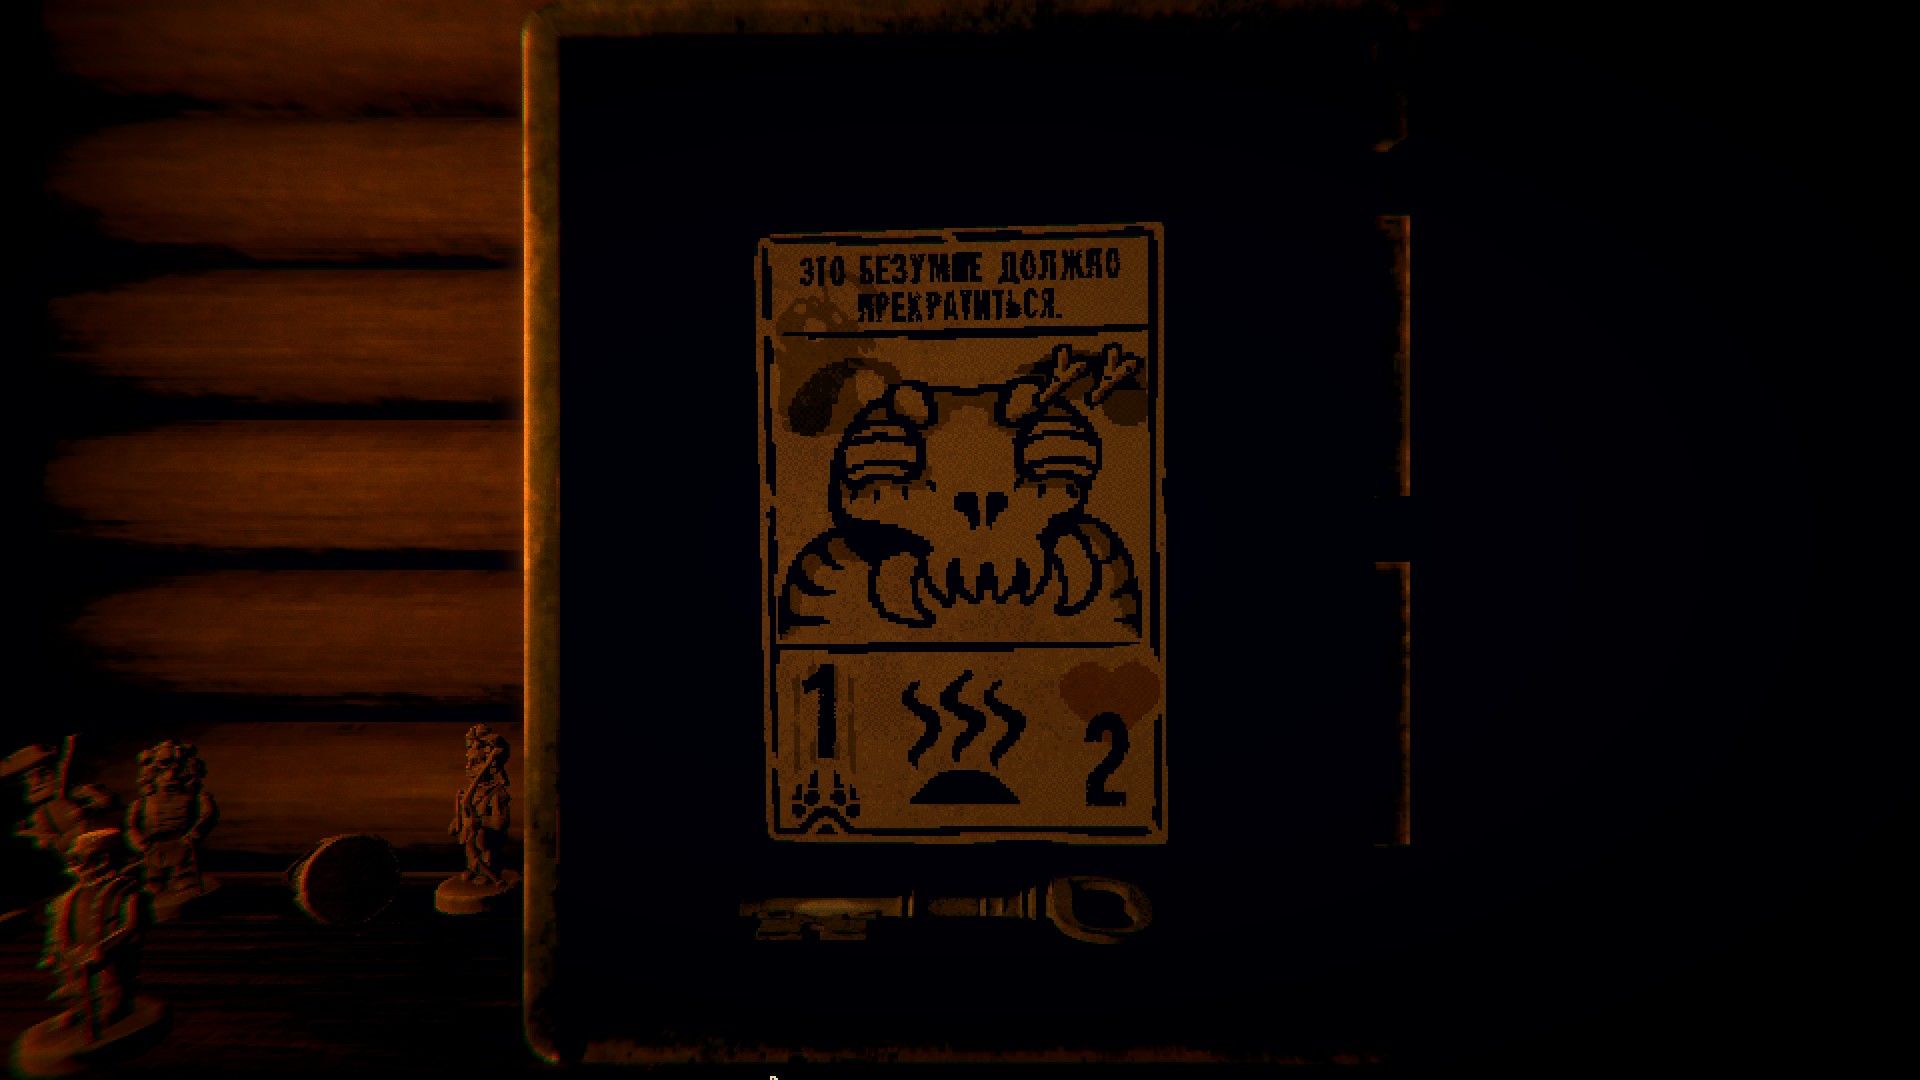 ЭТО БЕЗУМИЕ ДОЛЖНО
ПРЕКРАТИТЬСЯ.
1
2